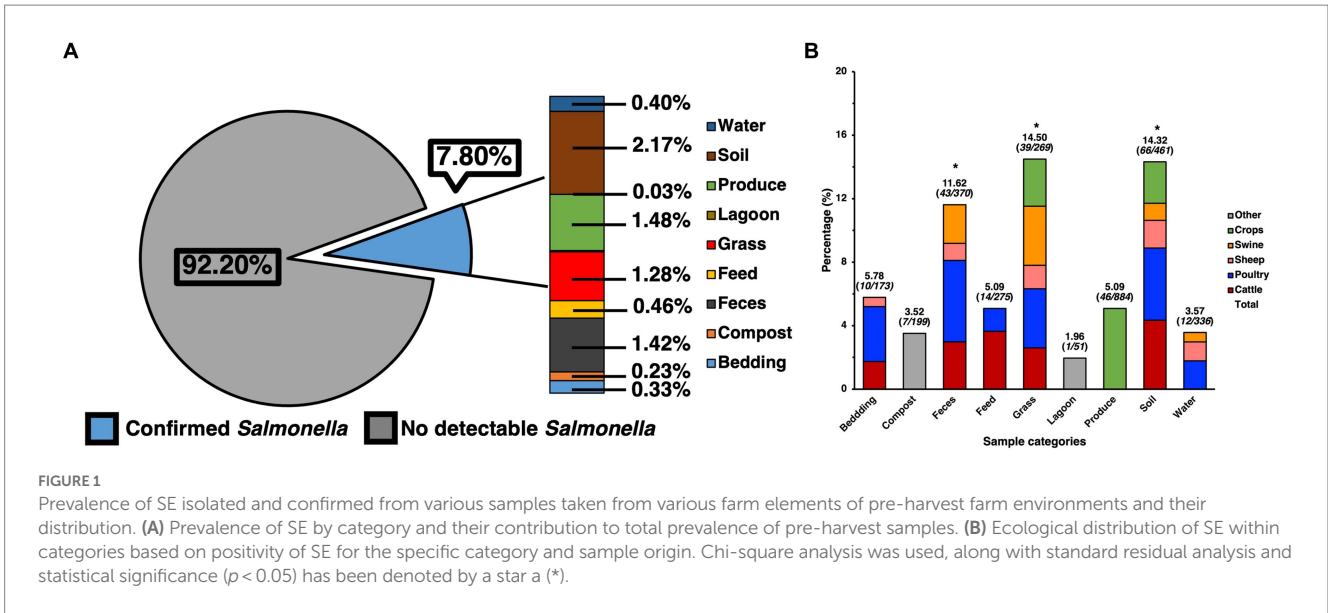 A
92.20%
7.80%
0.40%
2.17%
0.03%
1.48%
1.28%
0.46%
1.42%
0.23%
0.33%
Water
Soil
Produce
Lagoon
Grass
Feed
Feces
Compost
Bedding
Confirmed Salmonella
No detectable Salmonella
B
Percentage (%)
20
16
12
8
4
0
5.78
(10/173)
3.52
(7/199)
*
11.62
(43/370)
5.09
(14/275)
*
14.50
(39/269)
1.96
(1/51)
5.09
(46/884)
*
14.32
(66/461)
3.57
(12/336)
Beddding
Compost
Feces
Feed
Grass
Lagoon
Produce
Soil
Water
Sample categories
Other
Crops
Swine
Sheep
Poultry
Cattle
Total
FIGURE 1
Prevalence of SE isolated and confirmed from various samples taken from various farm elements of pre-harvest farm environments and their
distribution. (A) Prevalence of SE by category and their contribution to total prevalence of pre-harvest samples. (B) Ecological distribution of SE within
categories based on positivity of SE for the specific category and sample origin. Chi-square analysis was used, along with standard residual analysis and
statistical significance (p < 0.05) has been denoted by a star a (*).